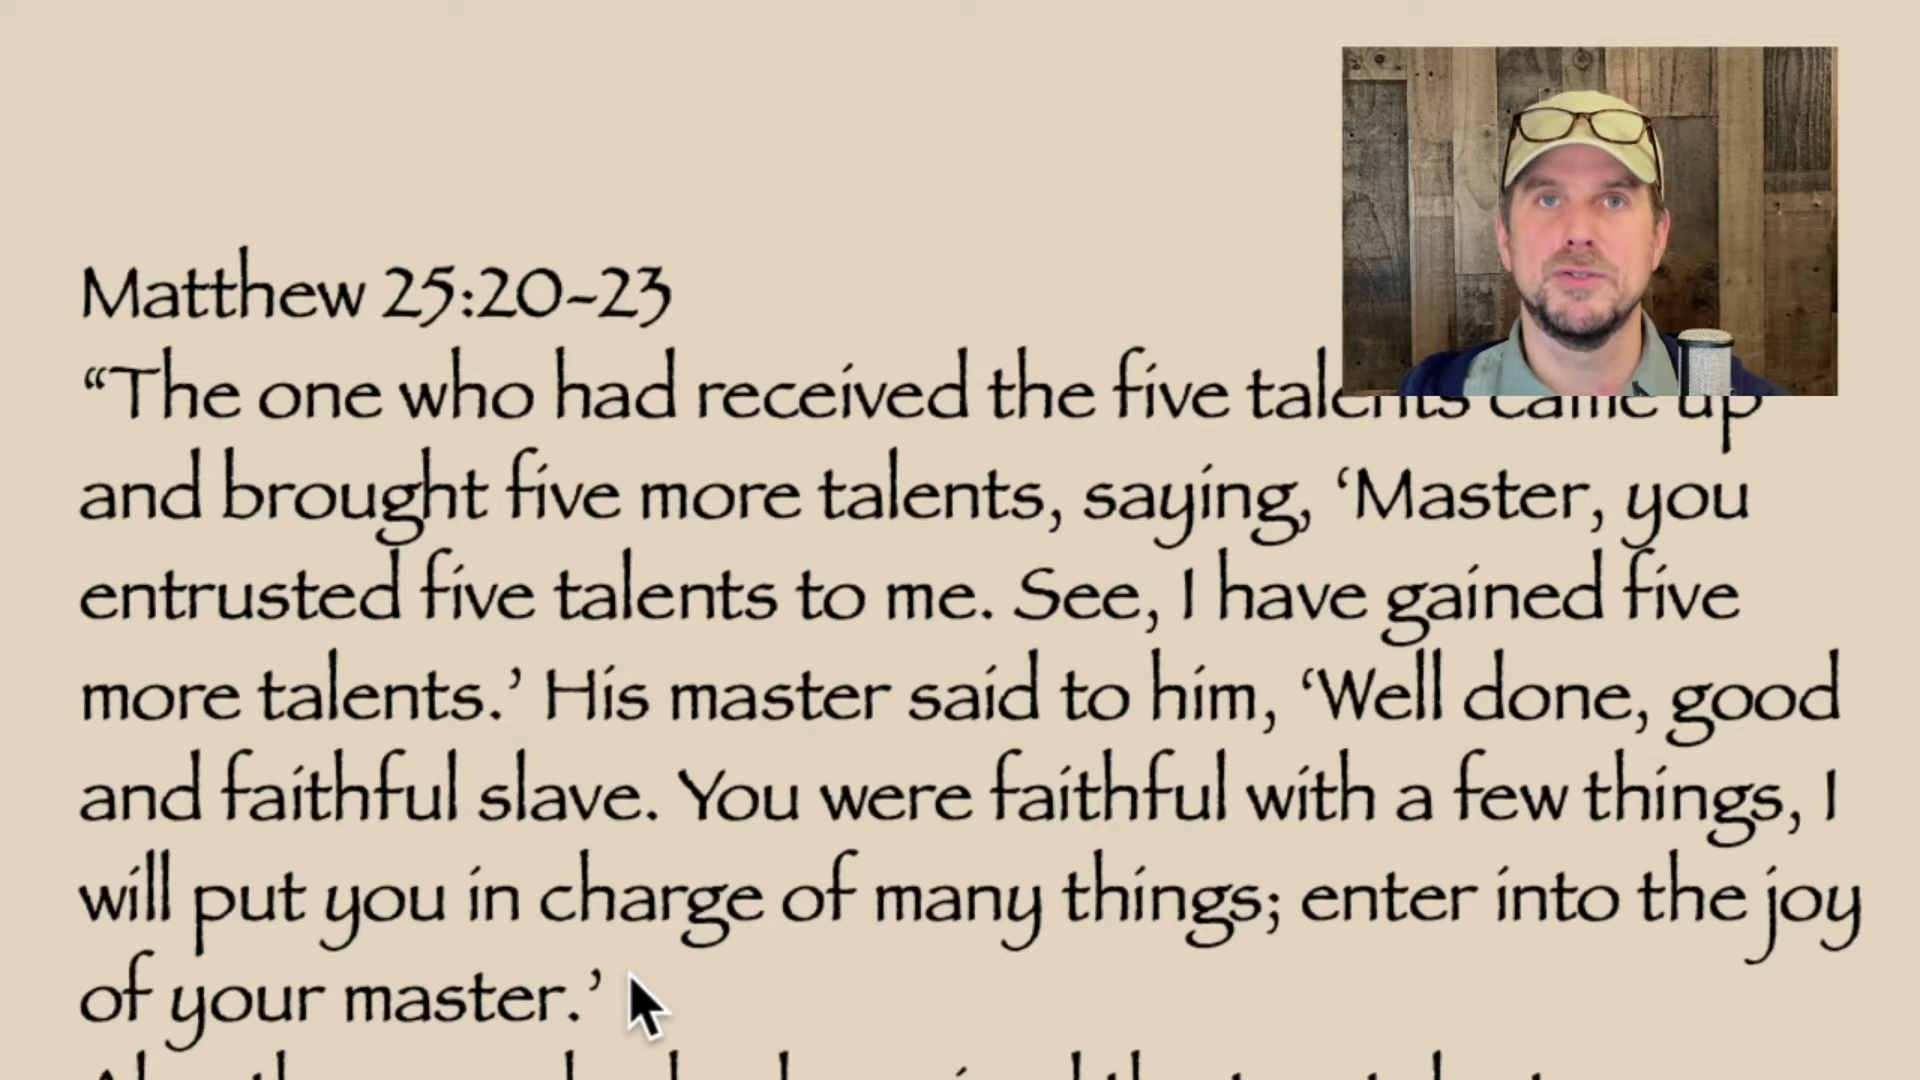 Matthew 25:20-23
“The one who had received the five talents came up
and brought five more talents, saying, ‘Master, you
entrusted five talents to me. See, I have gained five
more talents.’ His master said to him, ‘Well done, good
and faithful slave. You were faithful with a few things, I
will put you in charge of many things; enter into the joy
of your master.’